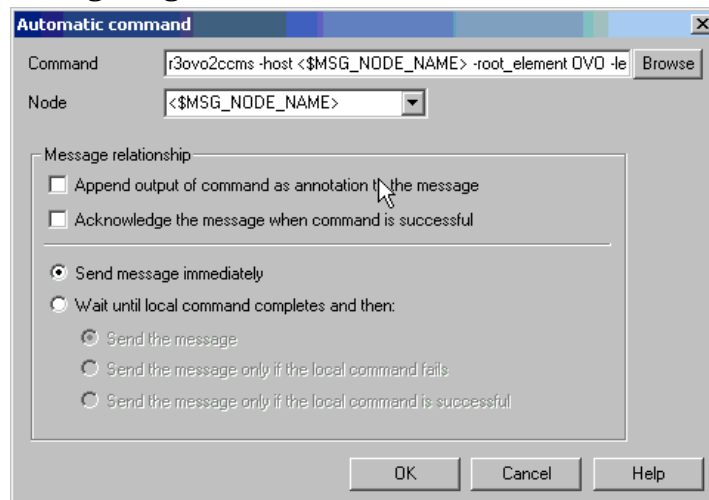 Automatic command
Command r3ovo2ccms -host <$MSG_NODE_NAME> -root_element OVO -le Browse
Node <$MSG_NODE_NAME>
Message relationship
Append output of command as annotation to the message
Acknowledge the message when command is successful
Send message immediately
Wait until local command completes and then:
Send the message
Send the message only if the local command fails
Send the message only if the local command is successful
OK Cancel Help